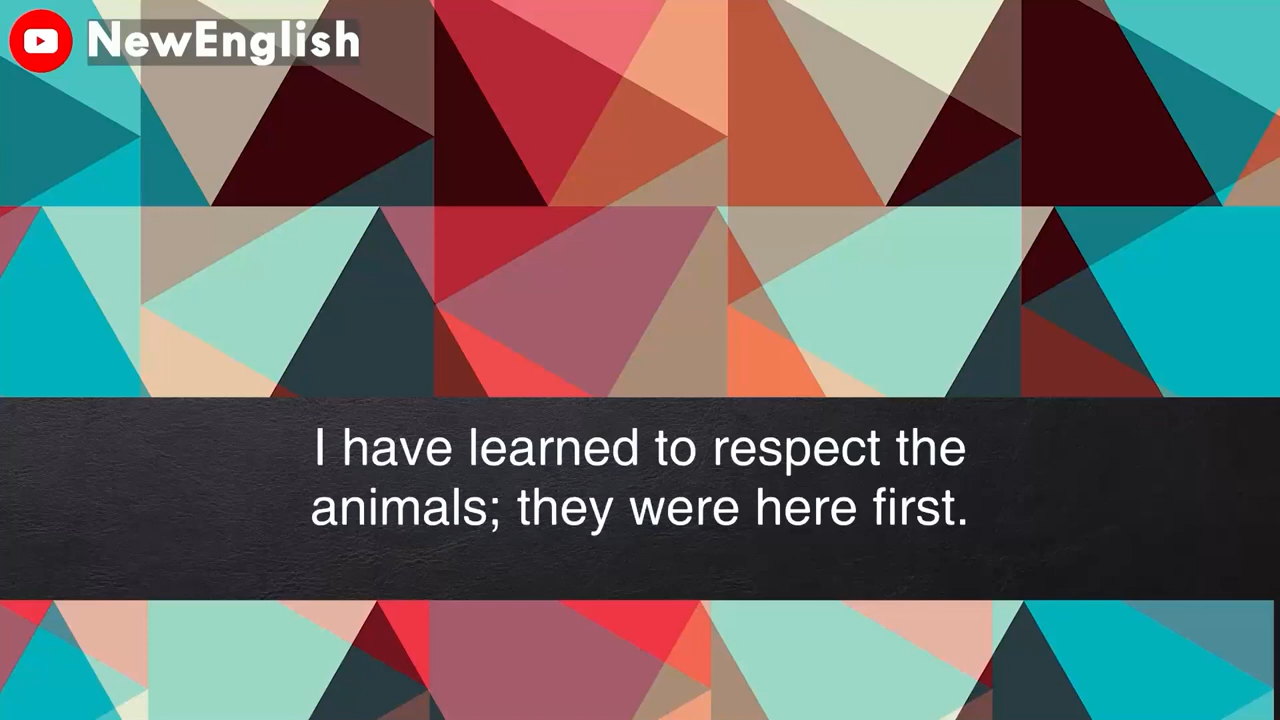 NewEnglish
I have learned to respect the
animals; they were here first.